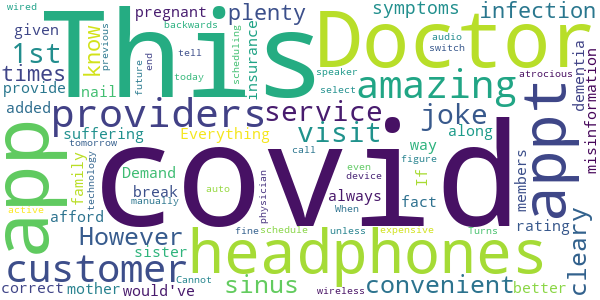 wired
backwards
pregnant
plenty
symptoms
infection
This
Doctor
given
previous
know
tell
scheduling
insurance
audio
switch
1st
end
times
future
today
speaker
amazing
atrocious
dementia
misinformation
provide
nail
select
added
providers
service
joke
appt
app
suffering
Everything
visit
along
tomorrow
covid
call
even
way
device
figure
technology
family
Demand
If
members
break
manually
auto
physician
always
fact
When
active
afford
rating
However
fine
schedule
unless
expensive
Turns
cleary
sister
headphones
customer
Cannot
sinus
convenient
better
correct
mother
would've
wireless